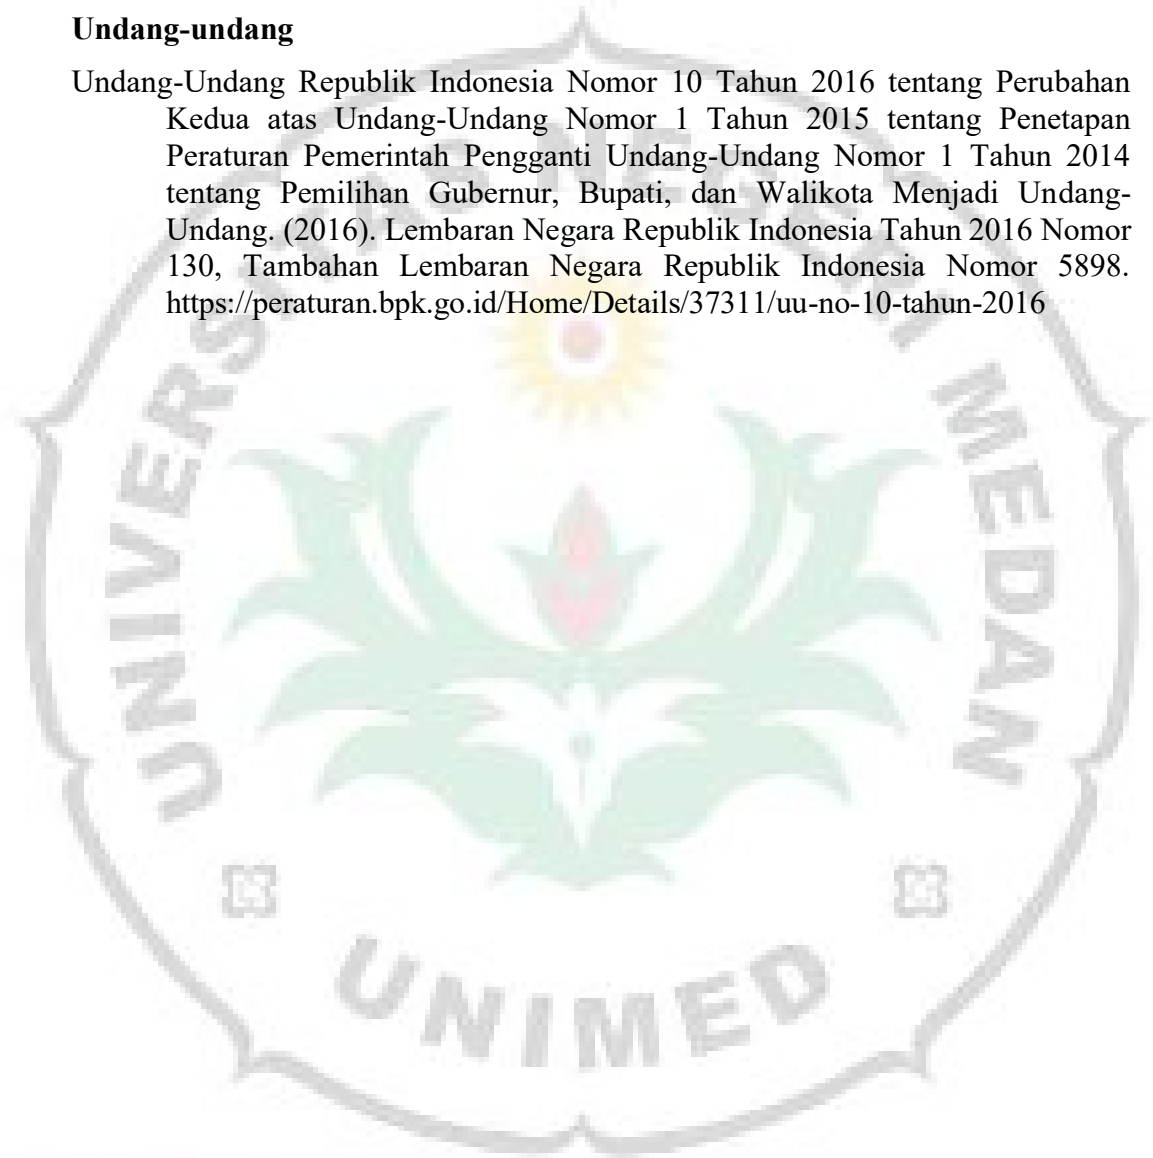 Undang-undang
Undang-Undang Republik Indonesia Nomor 10 Tahun 2016 tentang Perubahan
Kedua atas Undang-Undang Nomor 1 Tahun 2015 tentang Penetapan
Peraturan Pemerintah Pengganti Undang-Undang Nomor 1 Tahun 2014
tentang Pemilihan Gubernur, Bupati, dan Walikota Menjadi Undang-
Undang. (2016). Lembaran Negara Republik Indonesia Tahun 2016 Nomor
130, Tambahan Lembaran Negara Republik Indonesia Nomor 5898.
https://peraturan.bpk.go.id/Home/Details/37311/uu-no-10-tahun-2016
UNIVERSITAS NEGERI MEDAN
UNIMED